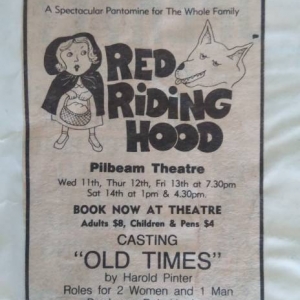 A Spectacular Pantomine for The Whole Family
RED
RIDING
HOOD
Pilbeam Theatre
Wed 11th, Thur 12th, Fri 13th at 7.30pm
Sat 14th at 1pm & 4.30pm.
BOOK NOW AT THEATRE
Adults $8, Children & Pens $4
CASTING
"OLD TIMES"
by Harold Pinter
Roles for 2 Women and 1 Man